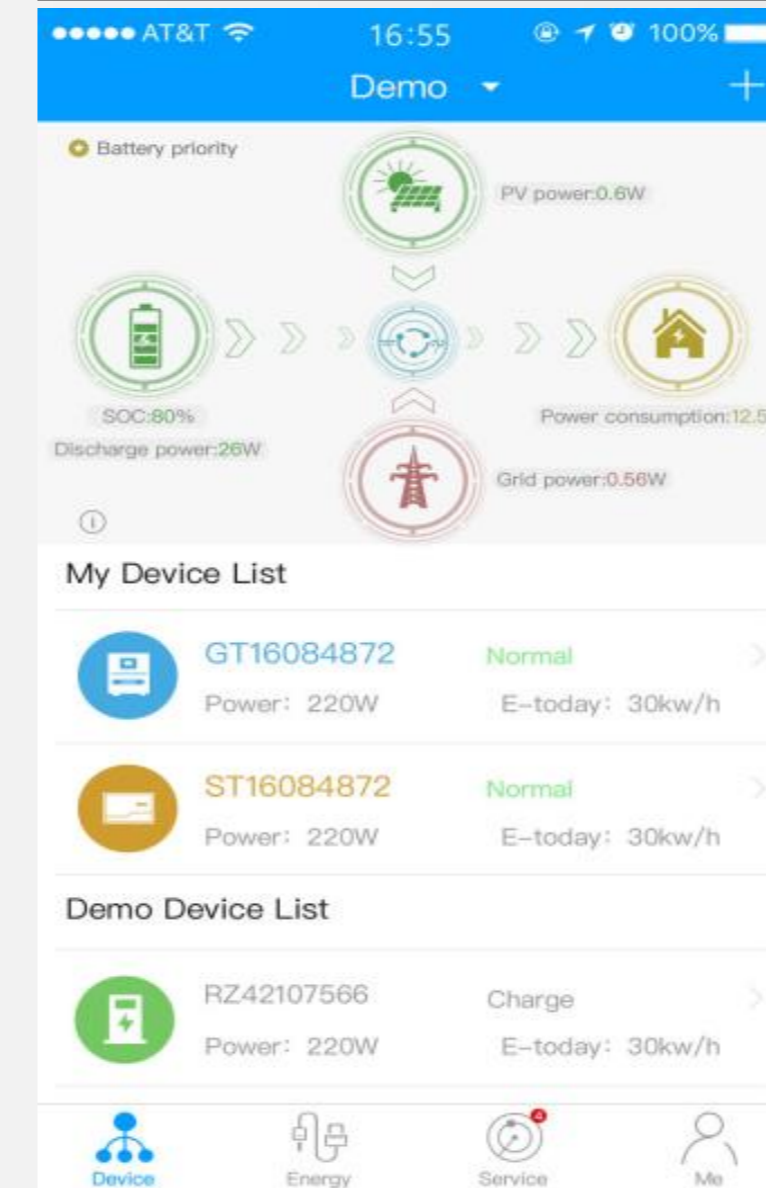 AT&T 16:55 100%
Demo
Battery priority
PV power:0.6W
SOC:80%
Discharge power:26W
Power consumption:12.5
Grid power:0.56W
My Device List
GT16084872 Normal
Power: 220W E-today: 30kw/h
ST16084872 Normal
Power: 220W E-today: 30kw/h
Demo Device List
RZ42107566 Charge
Power: 220W E-today: 30kw/h
4
Device Energy Service Me